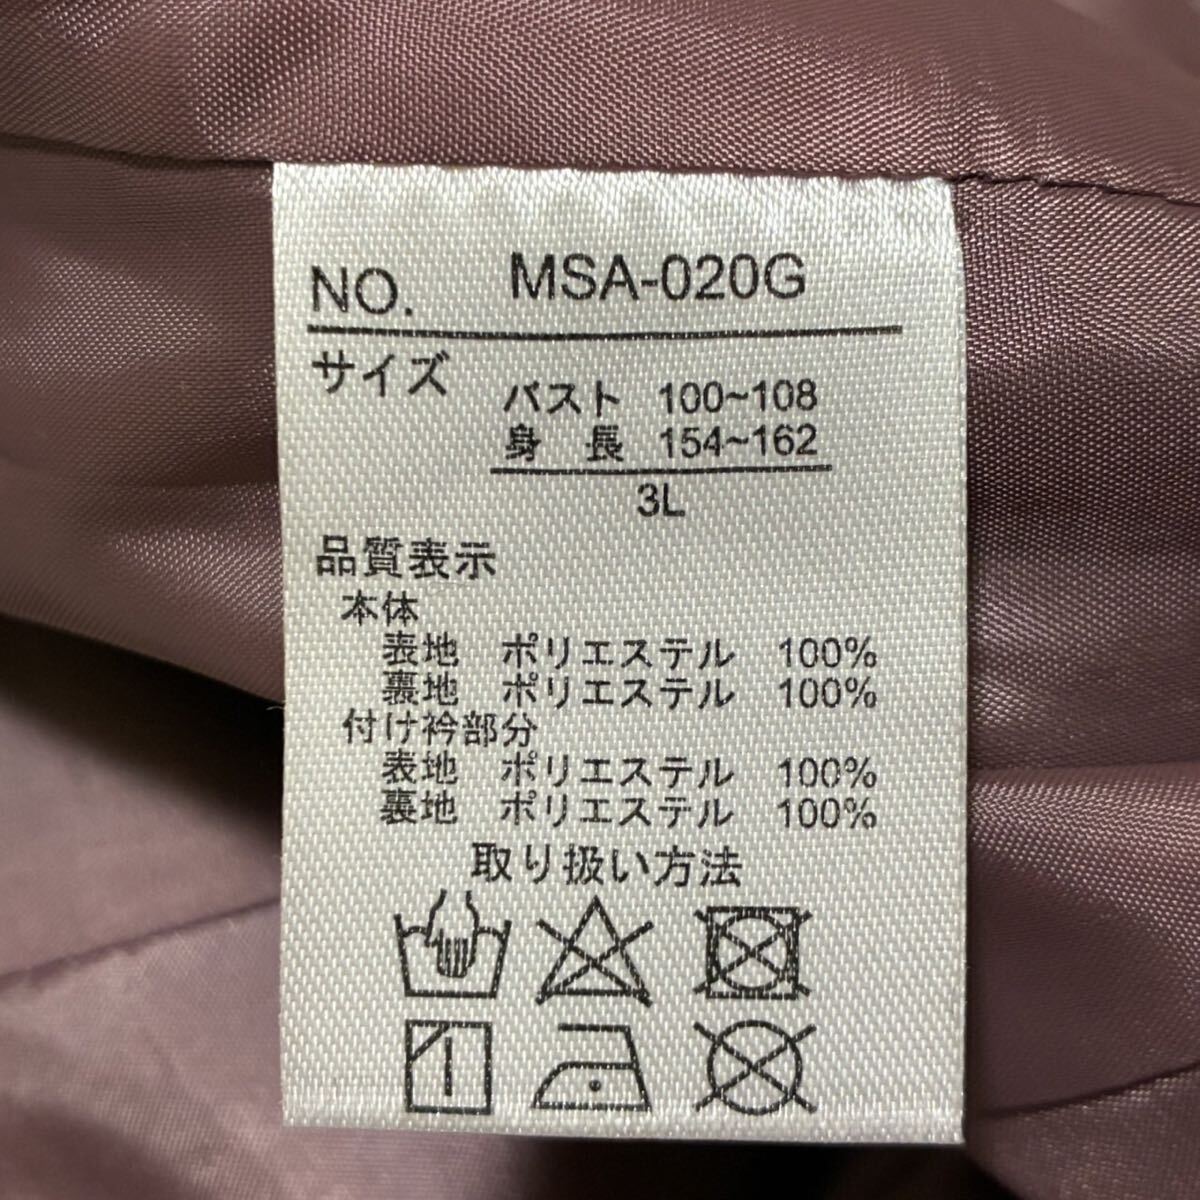 NO. MSA-020G
サイズ
バスト 100~108
身 長 154~162
3L
品質表示
本体
表地 ポリエステル 100%
裏地 ポリエステル 100%
付け衿部分
表地 ポリエステル 100%
裏地 ポリエステル 100%
取り扱い方法